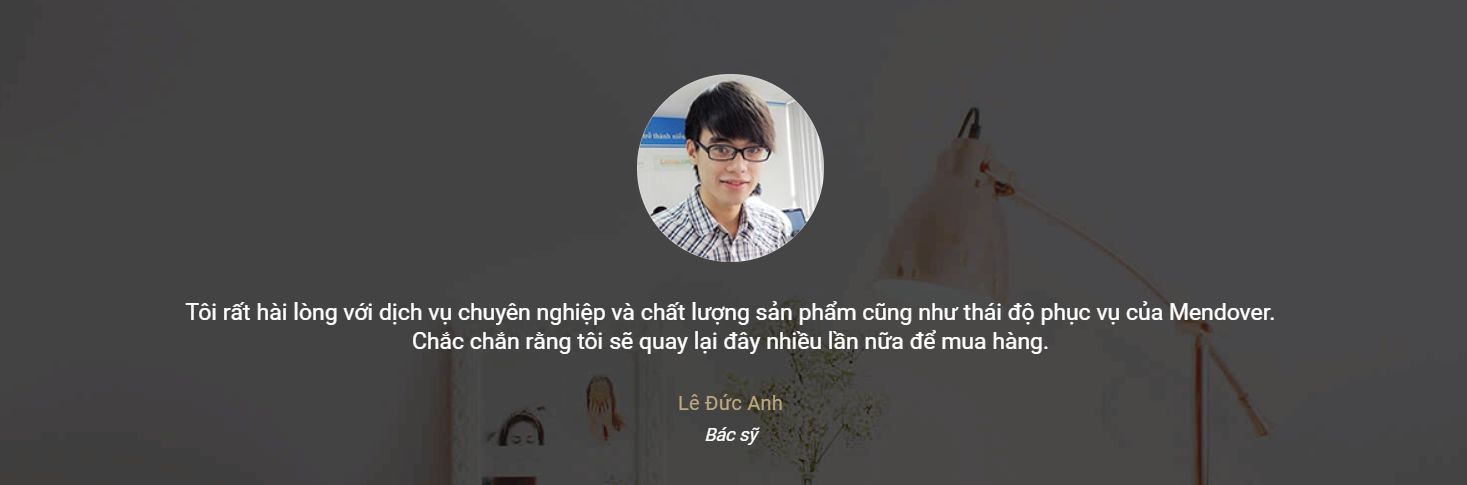 trở thành
Tôi rất hài lòng với dịch vụ chuyên nghiệp và chất lượng sản phẩm cũng như thái độ phục vụ của Mendover.
Chắc chắn rằng tôi sẽ quay lại đây nhiều lần nữa để mua hàng.
Lê Đức Anh
Bác sỹ